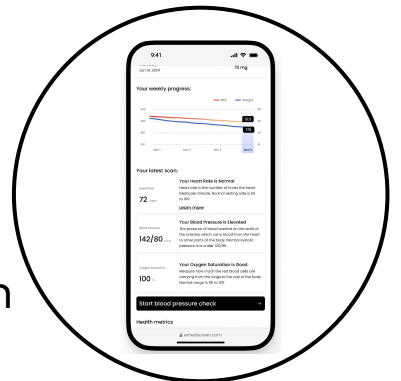 9:41
Jun 10, 2024
10 mg
Your weekly progress:
BMI Weight
32.5
178
Your latest scan:
Heart Rate
72 bpm
Your Heart Rate is Normal
Heart rate is the number of times the heart
beats per minute. Normal resting rate is 60
to 100.
Learn more
Blood Pressure
142/80
Your Blood Pressure is Elevated
The pressure of blood exerted on the walls of
the arteries, which carry blood from the heart
to other parts of the body. Normal systolic
pressure is is under 120/80.
Oxygen Saturation
100
Your Oxygen Saturation is Good
Measure how much the red blood cells are
carrying from the lungs to the rest of the body.
Normal range is 95 to 100.
Start blood pressure check →
Health metrics
n